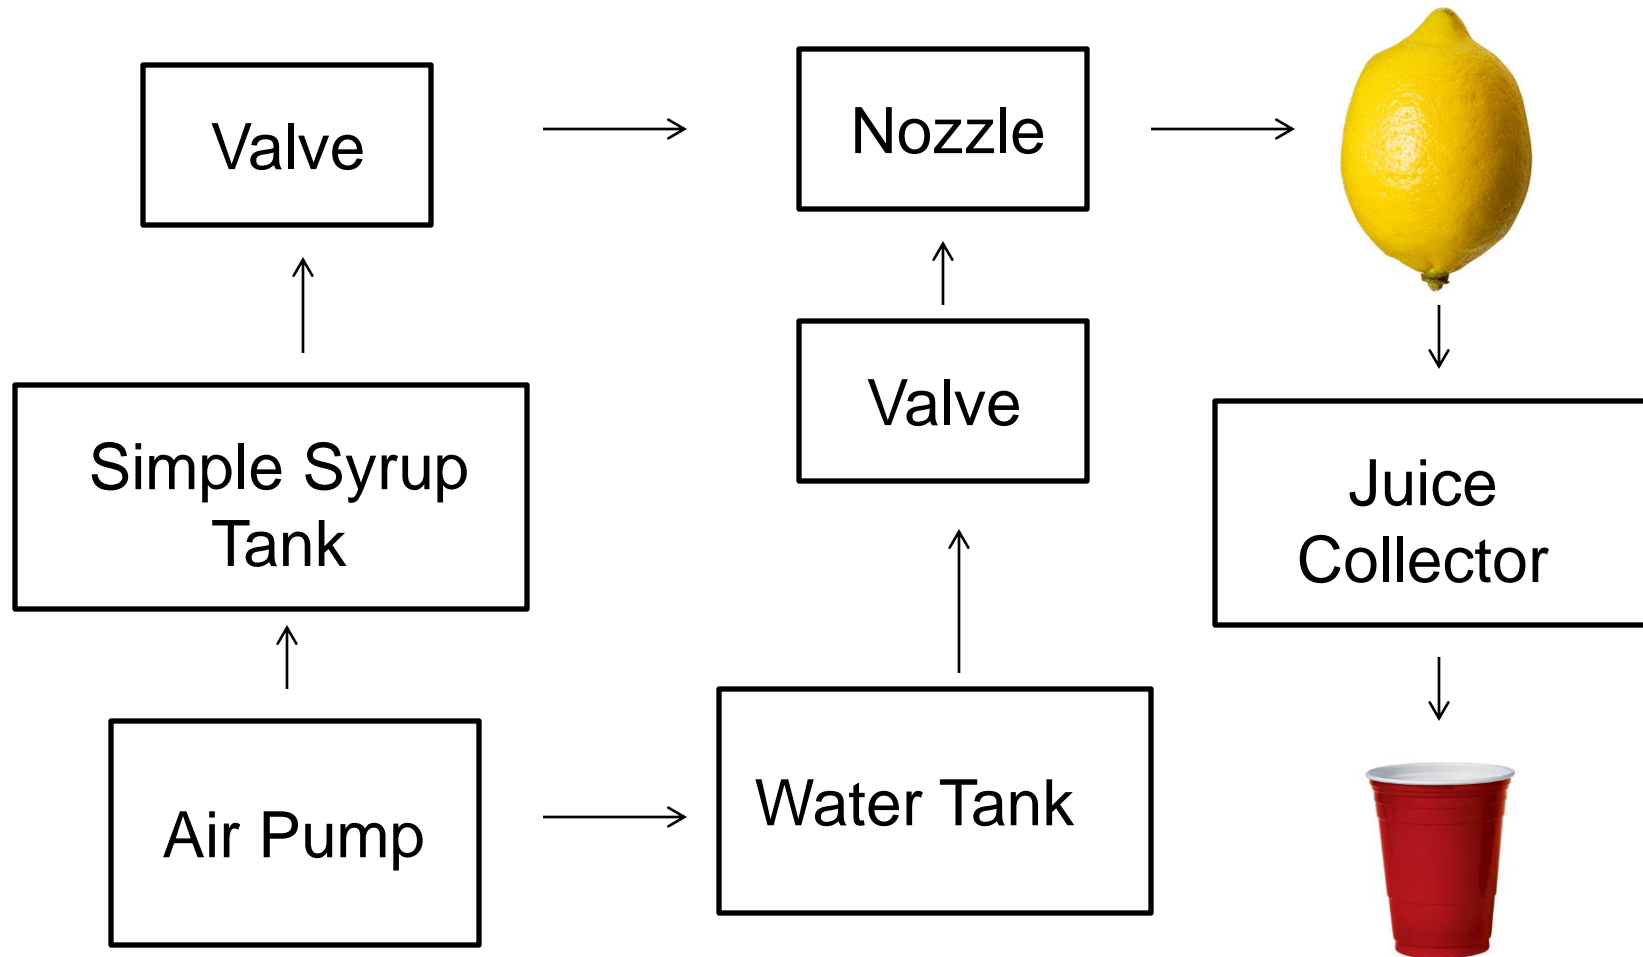 Valve
Nozzle
Valve
Simple Syrup
Tank
Juice
Collector
Air Pump
Water Tank